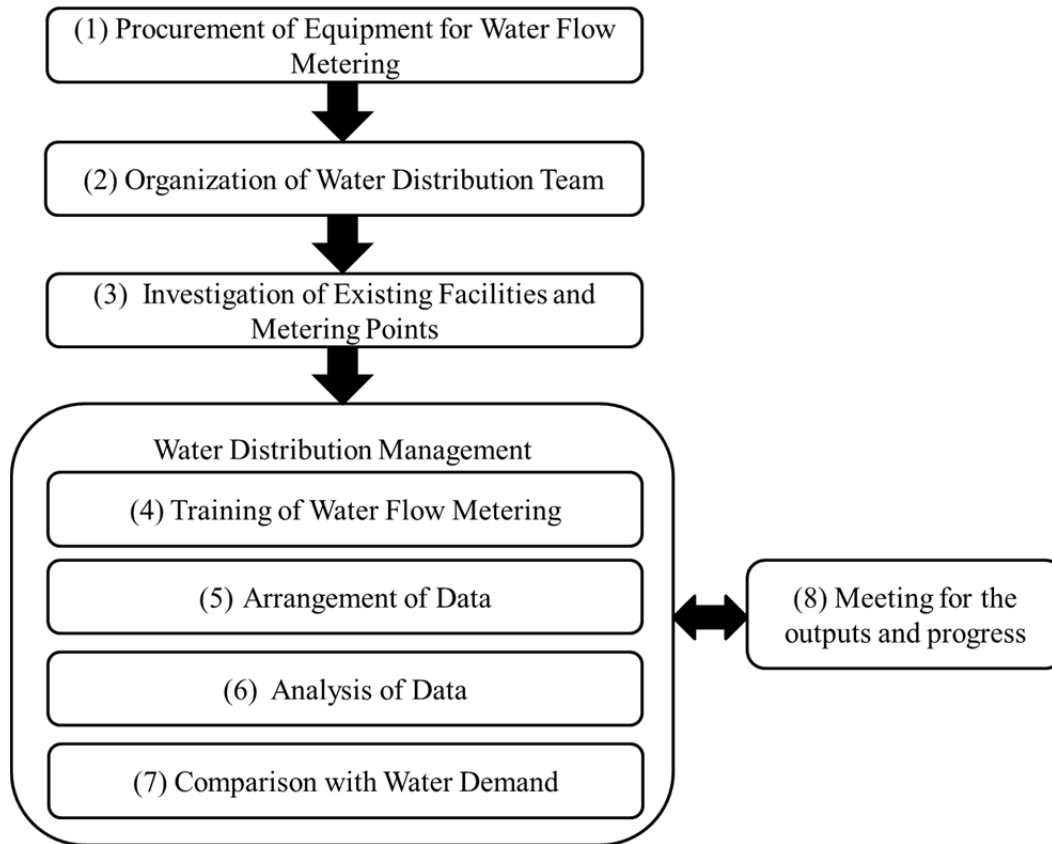 (1) Procurement of Equipment for Water Flow
Metering
(2) Organization of Water Distribution Team
(3) Investigation of Existing Facilities and
Metering Points
Water Distribution Management
(4) Training of Water Flow Metering
(5) Arrangement of Data
(6) Analysis of Data
(7) Comparison with Water Demand
(8) Meeting for the
outputs and progress